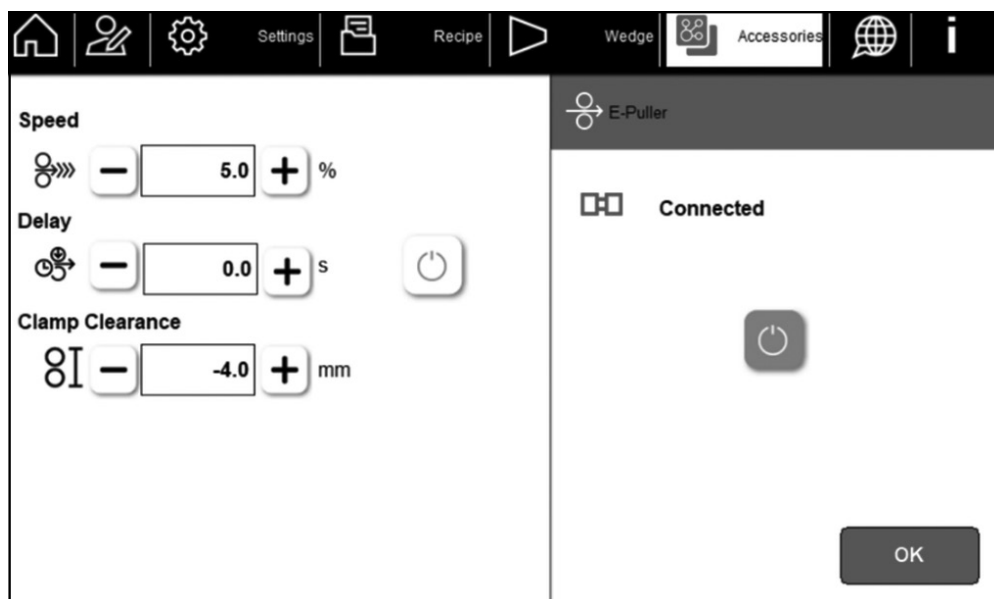 Settings
Recipe
Wedge
Accessories
i
Speed
5.0 %
Delay
0.0 s
Clamp Clearance
-4.0 mm
E-Puller
Connected
OK